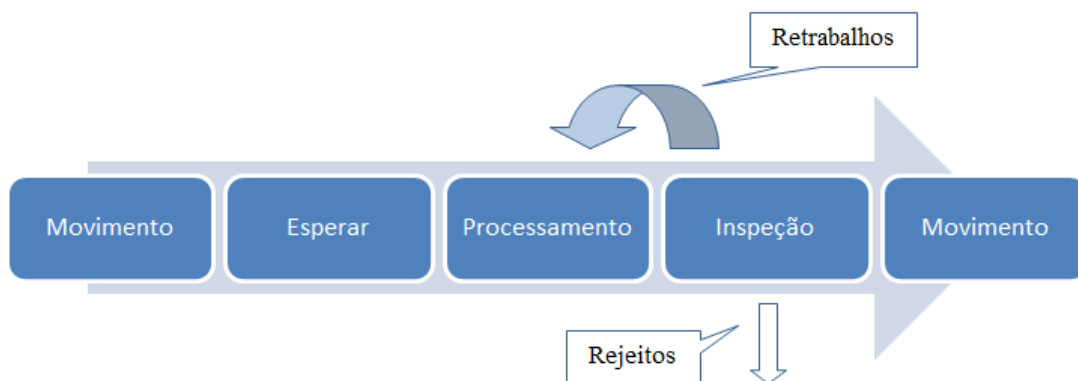 Retrabalhos
Movimento
Esperar
Processamento
Inspeção
Movimento
Rejeitos